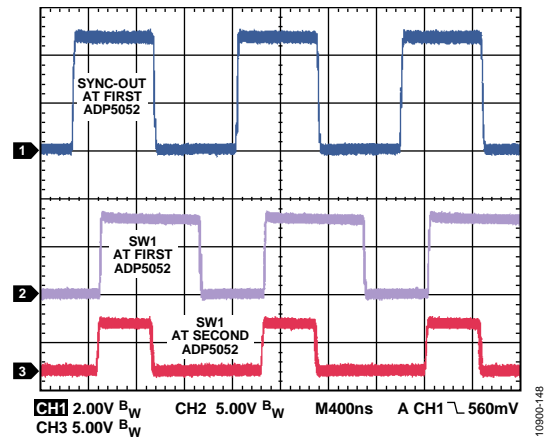 SYNC-OUT
AT FIRST
ADP5052
1
SW1
AT FIRST
ADP5052
2
SW1
AT SECOND
ADP5052
3
CH1 2.00V BW CH2 5.00V BW M400ns A CH1 ⍀ 560mV
CH3 5.00V BW
10900-148